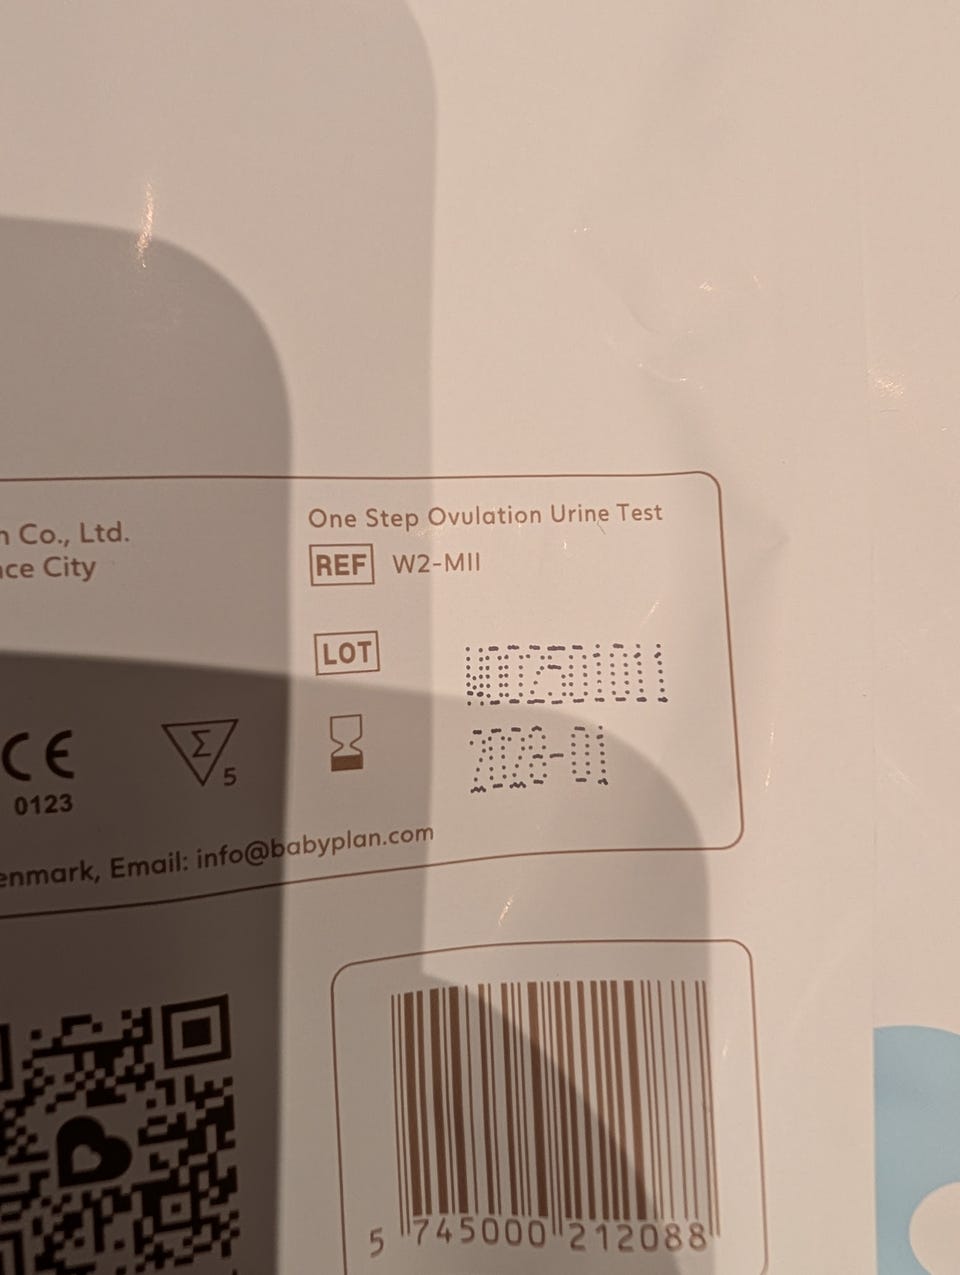 n Co., Ltd.
ce City
One Step Ovulation Urine Test
REF W2-MII
LOT W002501011
2028-01
CE
0123
Σ
5
enmark, Email: info@babyplan.com
5 745000 212088